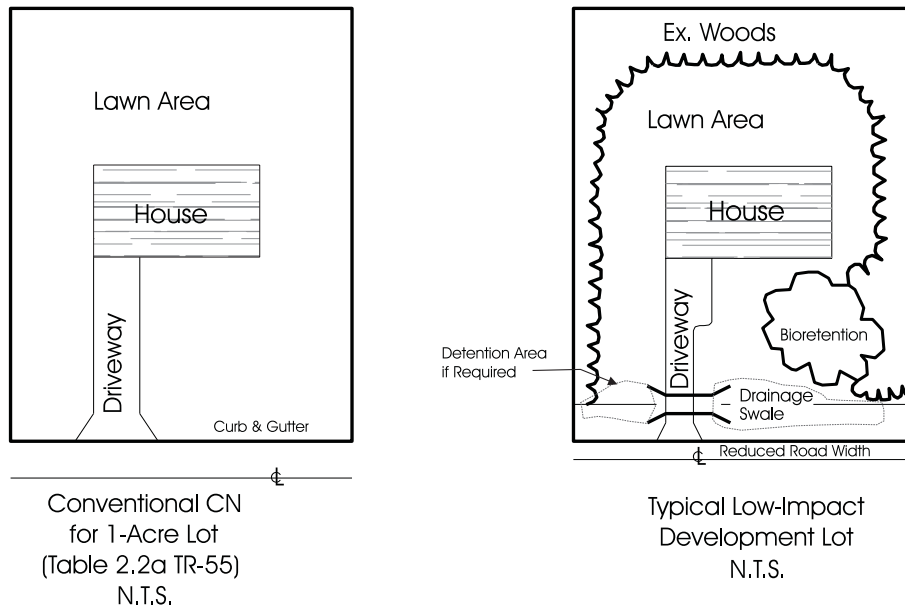 Lawn Area
House
Driveway
Curb & Gutter
℄
Conventional CN
for 1-Acre Lot
(Table 2.2a TR-55)
N.T.S.
Ex. Woods
Lawn Area
House
Driveway
Bioretention
Detention Area
if Required
Drainage
Swale
Reduced Road Width
℄
Typical Low-Impact
Development Lot
N.T.S.